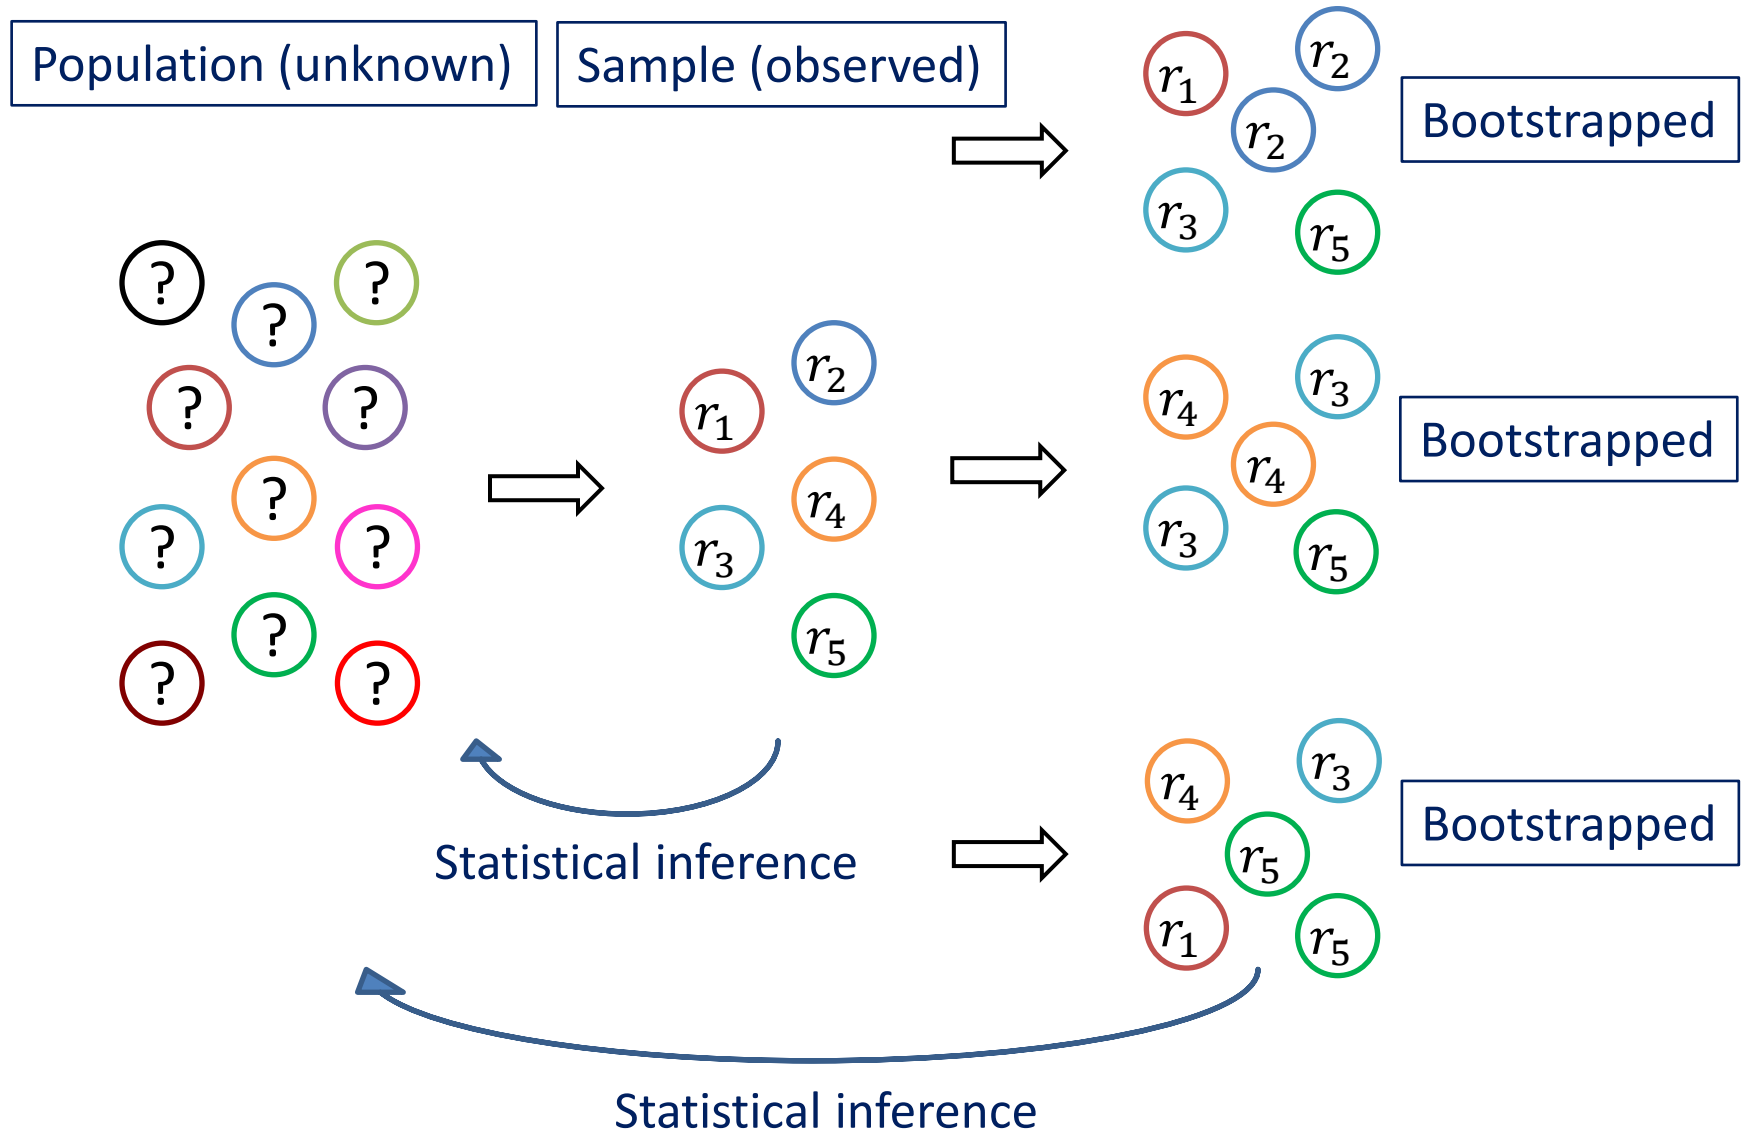 Population (unknown)
Sample (observed)
? ? ?
? ?
?
? ?
?
? ?
r₁ r₂
r₃ r₄
r₅
r₁ r₂
r₂
r₃ r₅
Bootstrapped
r₄ r₃
r₄
r₃ r₅
Bootstrapped
r₄ r₃
r₅
r₁ r₅
Bootstrapped
Statistical inference
Statistical inference